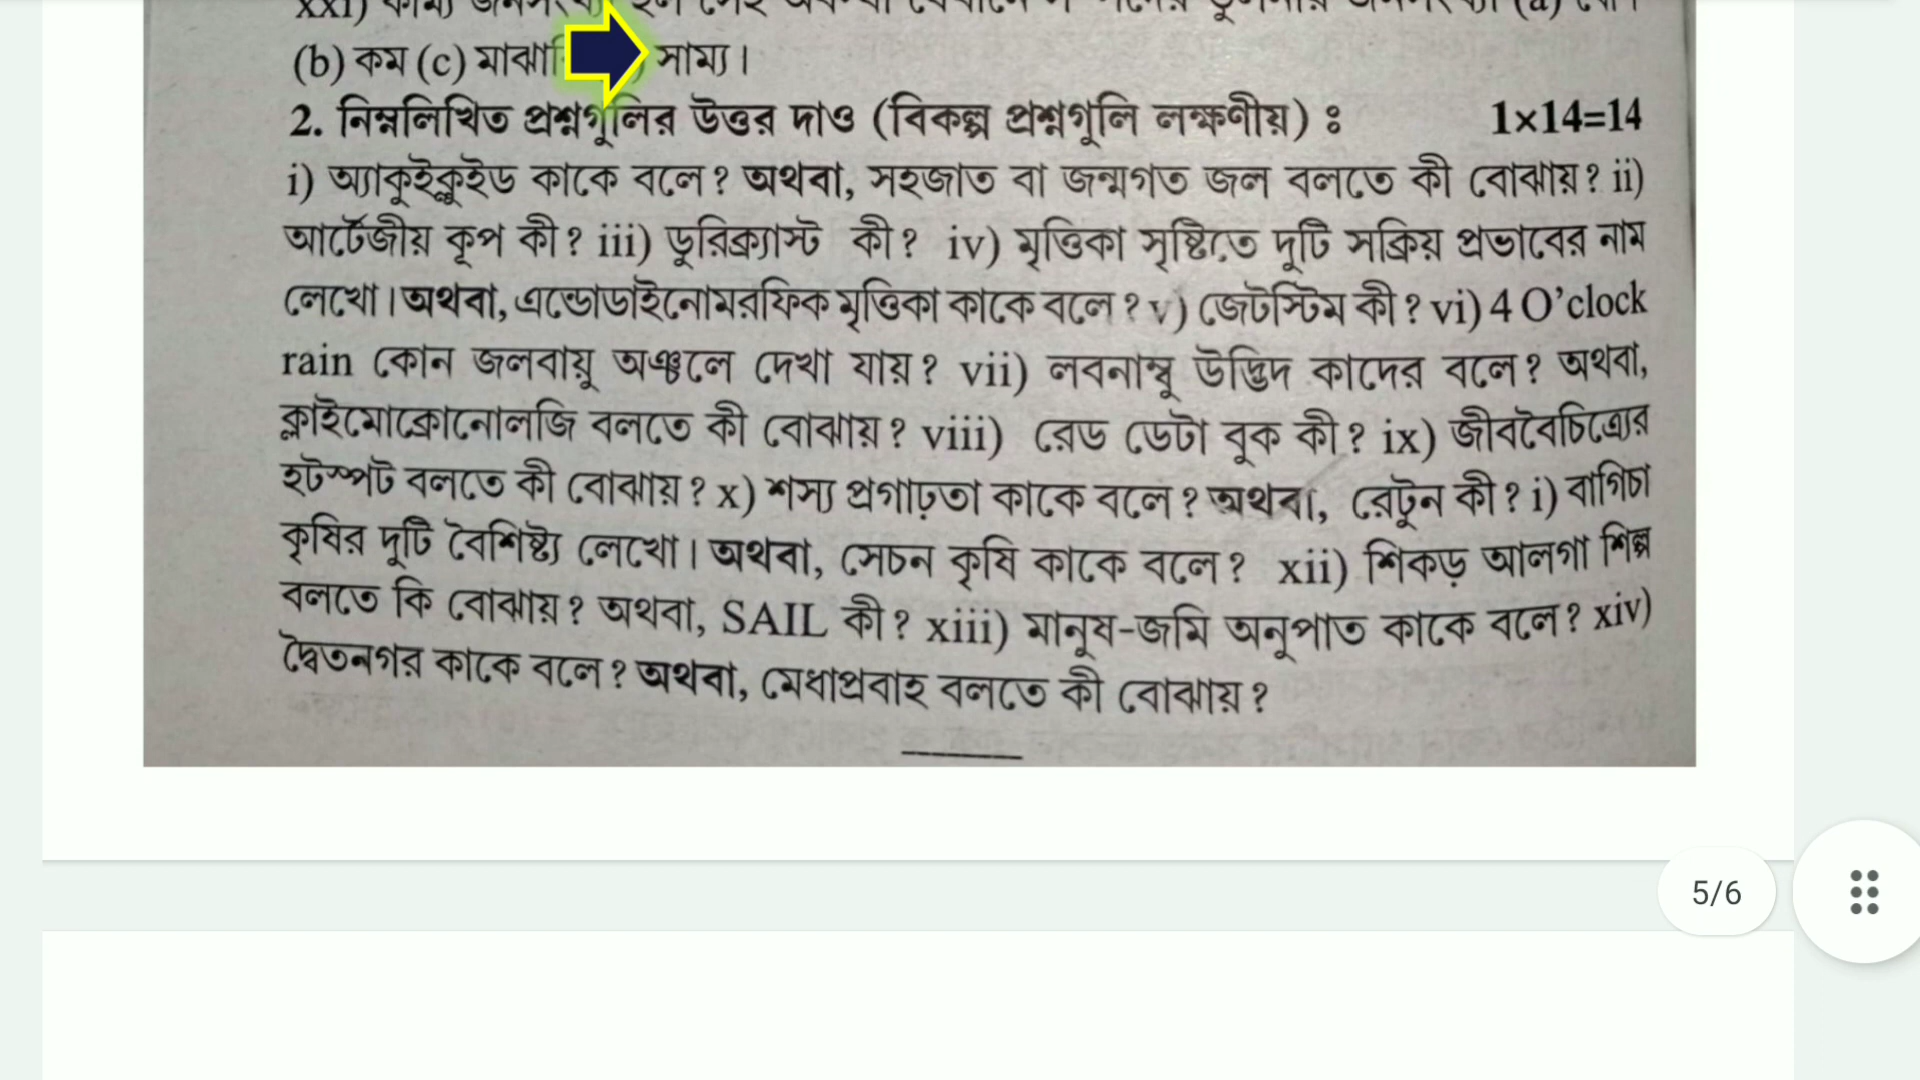 (b) কম (c) সাম্য।
2. নিম্নলিখিত প্রশ্নগুলির উত্তর দাও (বিকল্প প্রশ্নগুলি লক্ষণীয়) ঃ 1×14=14
i) অ্যাকুইক্লুইড কাকে বলে? অথবা, সহজাত বা জন্মগত জল বলতে কী বোঝায়? ii)
আর্টেজীয় কূপ কী? iii) ডুরিক্র্যাস্ট কী? iv) মৃত্তিকা সৃষ্টিতে দুটি সক্রিয় প্রভাবের নাম
লেখো। অথবা, এন্ডোডাইনোমরফিক মৃত্তিকা কাকে বলে? v) জেটস্টিম কী? vi) 4 O’clock
rain কোন জলবায়ু অঞ্চলে দেখা যায়? vii) লবনাম্বু উদ্ভিদ কাদের বলে? অথবা,
ক্লাইমোক্রোনোলজি বলতে কী বোঝায়? viii) রেড ডেটা বুক কী? ix) জীববৈচিত্র্যের
হটস্পট বলতে কী বোঝায়? x) শস্য প্রগাঢ়তা কাকে বলে? অথবা, রেটুন কী? i) বাগিচা
কৃষির দুটি বৈশিষ্ট্য লেখো। অথবা, সেচন কৃষি কাকে বলে? xii) শিকড় আলগা শিল্প
বলতে কি বোঝায়? অথবা, SAIL কী? xiii) মানুষ-জমি অনুপাত কাকে বলে? xiv)
দ্বৈতনগর কাকে বলে? অথবা, মেধাপ্রবাহ বলতে কী বোঝায়?
5/6